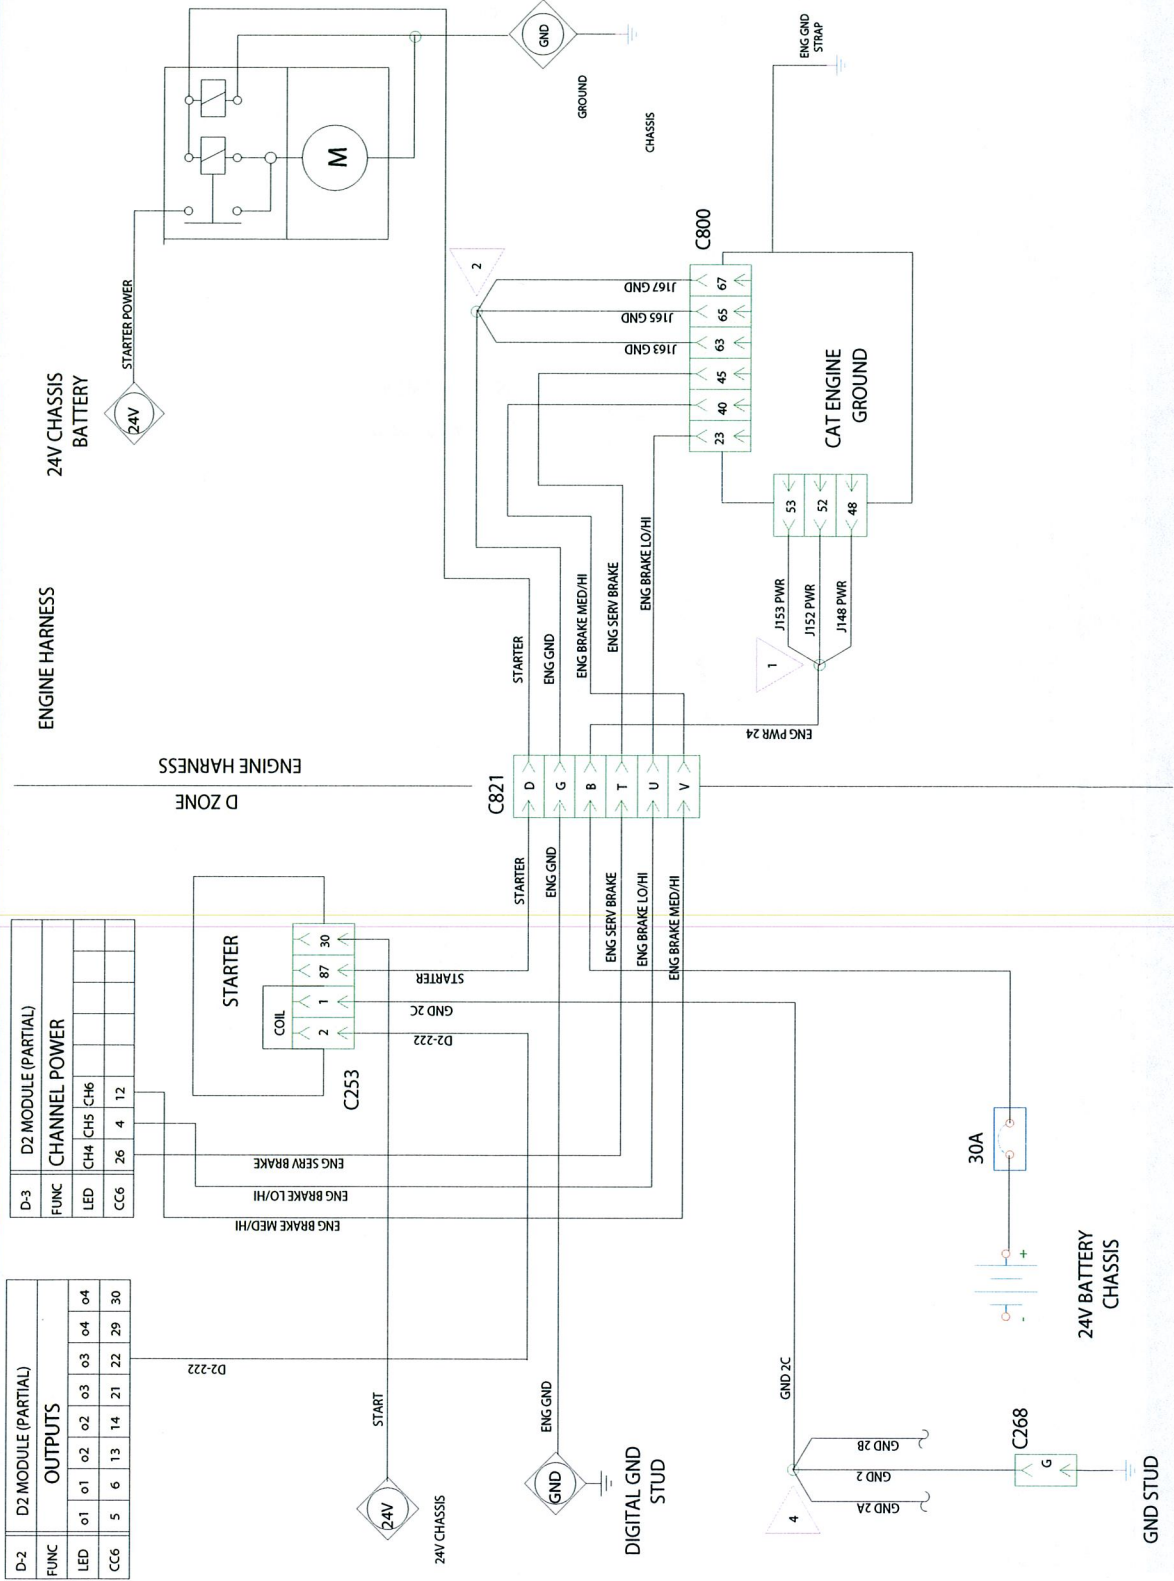 D-2
D2 MODULE (PARTIAL)
FUNC
OUTPUTS
LED o1 o1 o2 o2 o3 o3 o4 o4
CC6 5 6 13 14 21 22 29 30
D-3
D2 MODULE (PARTIAL)
FUNC
CHANNEL POWER
LED CH4 CH5 CH6
CC6 26 4 12
ENGINE HARNESS
24V CHASSIS
BATTERY
24V
STARTER POWER
M
GND
GROUND
CHASSIS
ENG GND
STRAP
D ZONE
ENGINE HARNESS
STARTER
COIL
2 1 87 30
C253
D2-222
GND 2C
STARTER
ENG SERV BRAKE
ENG BRAKE LO/HI
ENG BRAKE MED/HI
D2-222
START
24V
24V CHASSIS
ENG GND
GND
DIGITAL GND
STUD
C821
D
G
B
T
U
V
STARTER
ENG GND
ENG SERV BRAKE
ENG BRAKE LO/HI
ENG BRAKE MED/HI
STARTER
ENG GND
ENG BRAKE MED/HI
ENG SERV BRAKE
ENG BRAKE LO/HI
ENG PWR 24
2
J167 GND
J165 GND
J163 GND
C800
23 40 45 63 65 67
CAT ENGINE
GROUND
53
52
48
J153 PWR
J152 PWR
J148 PWR
1
GND 2C
4
GND 2B
GND 2
GND 2A
C268
G
GND STUD
30A
+
-
24V BATTERY
CHASSIS